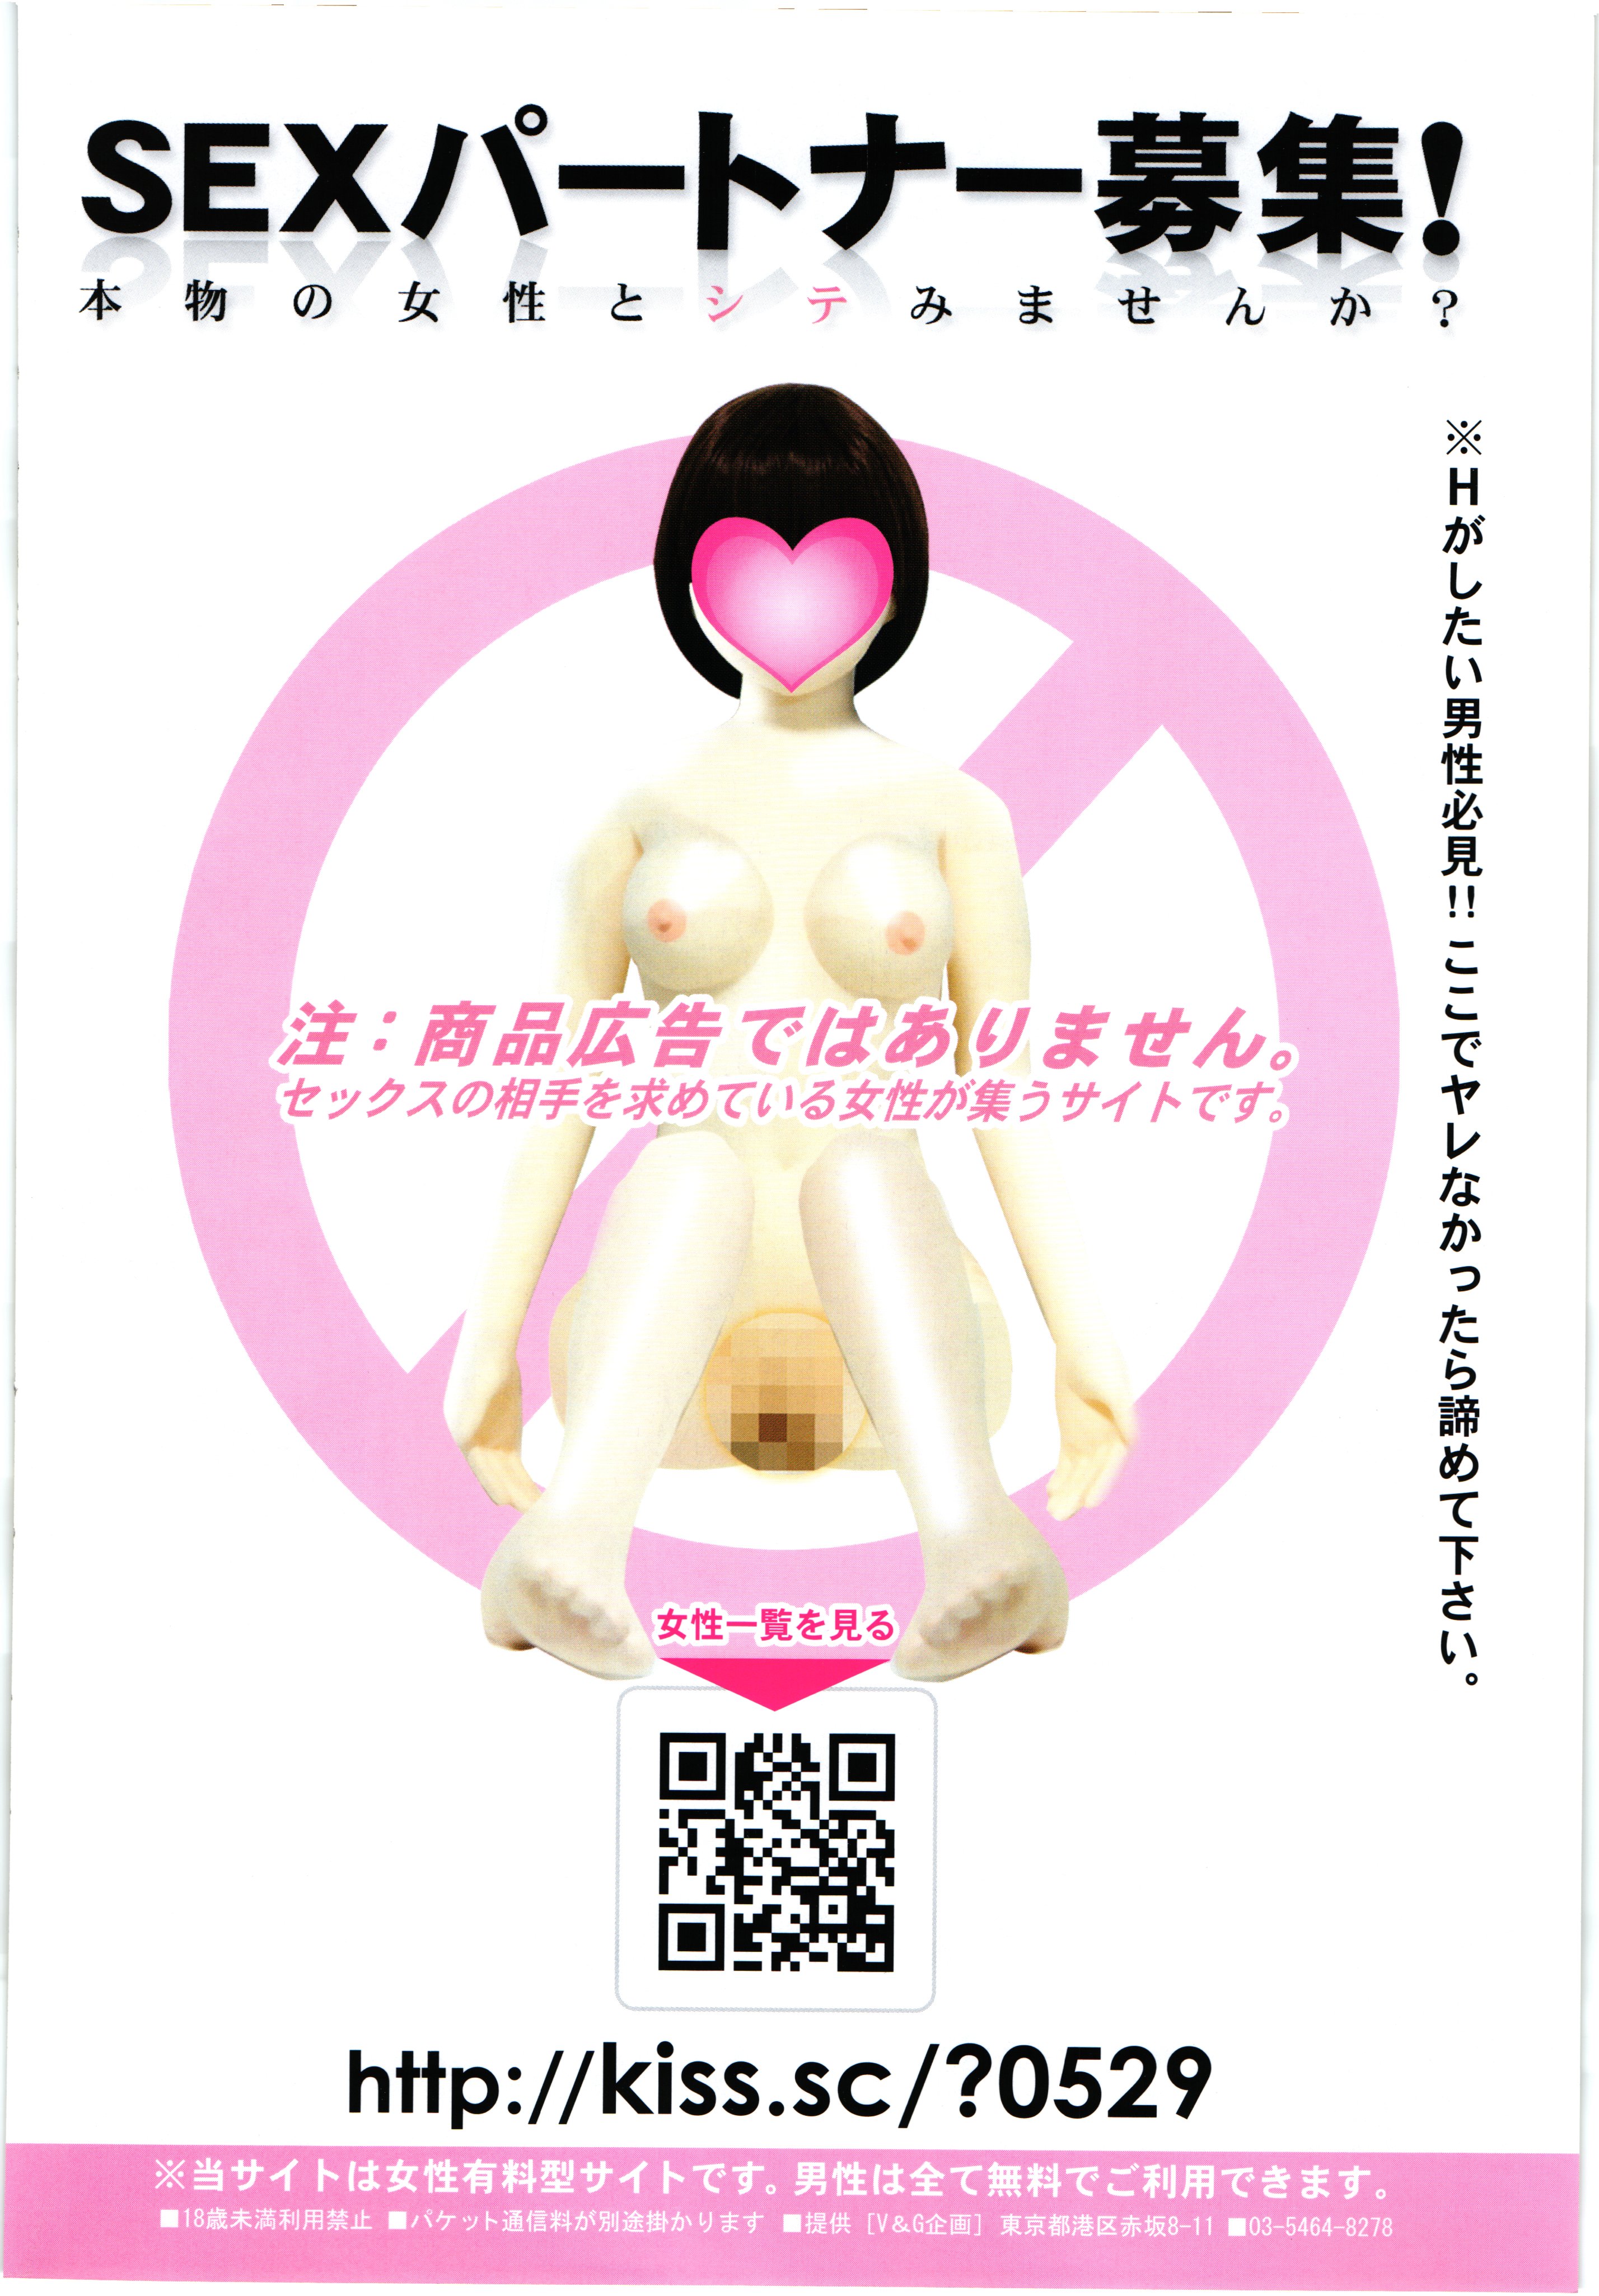 SEXパートナー募集!
本物の女性とシテみませんか?
※Hがしたい男性必見!!ここでヤレなかったら諦めて下さい。
注:商品広告ではありません。
セックスの相手を求めている女性が集うサイトです。
女性一覧を見る
http://kiss.sc/?0529
※当サイトは女性有料型サイトです。男性は全て無料でご利用できます。
■18歳未満利用禁止 ■パケット通信料が別途掛かります ■提供［V&G企画］ 東京都港区赤坂8-11 ■03-5464-8278